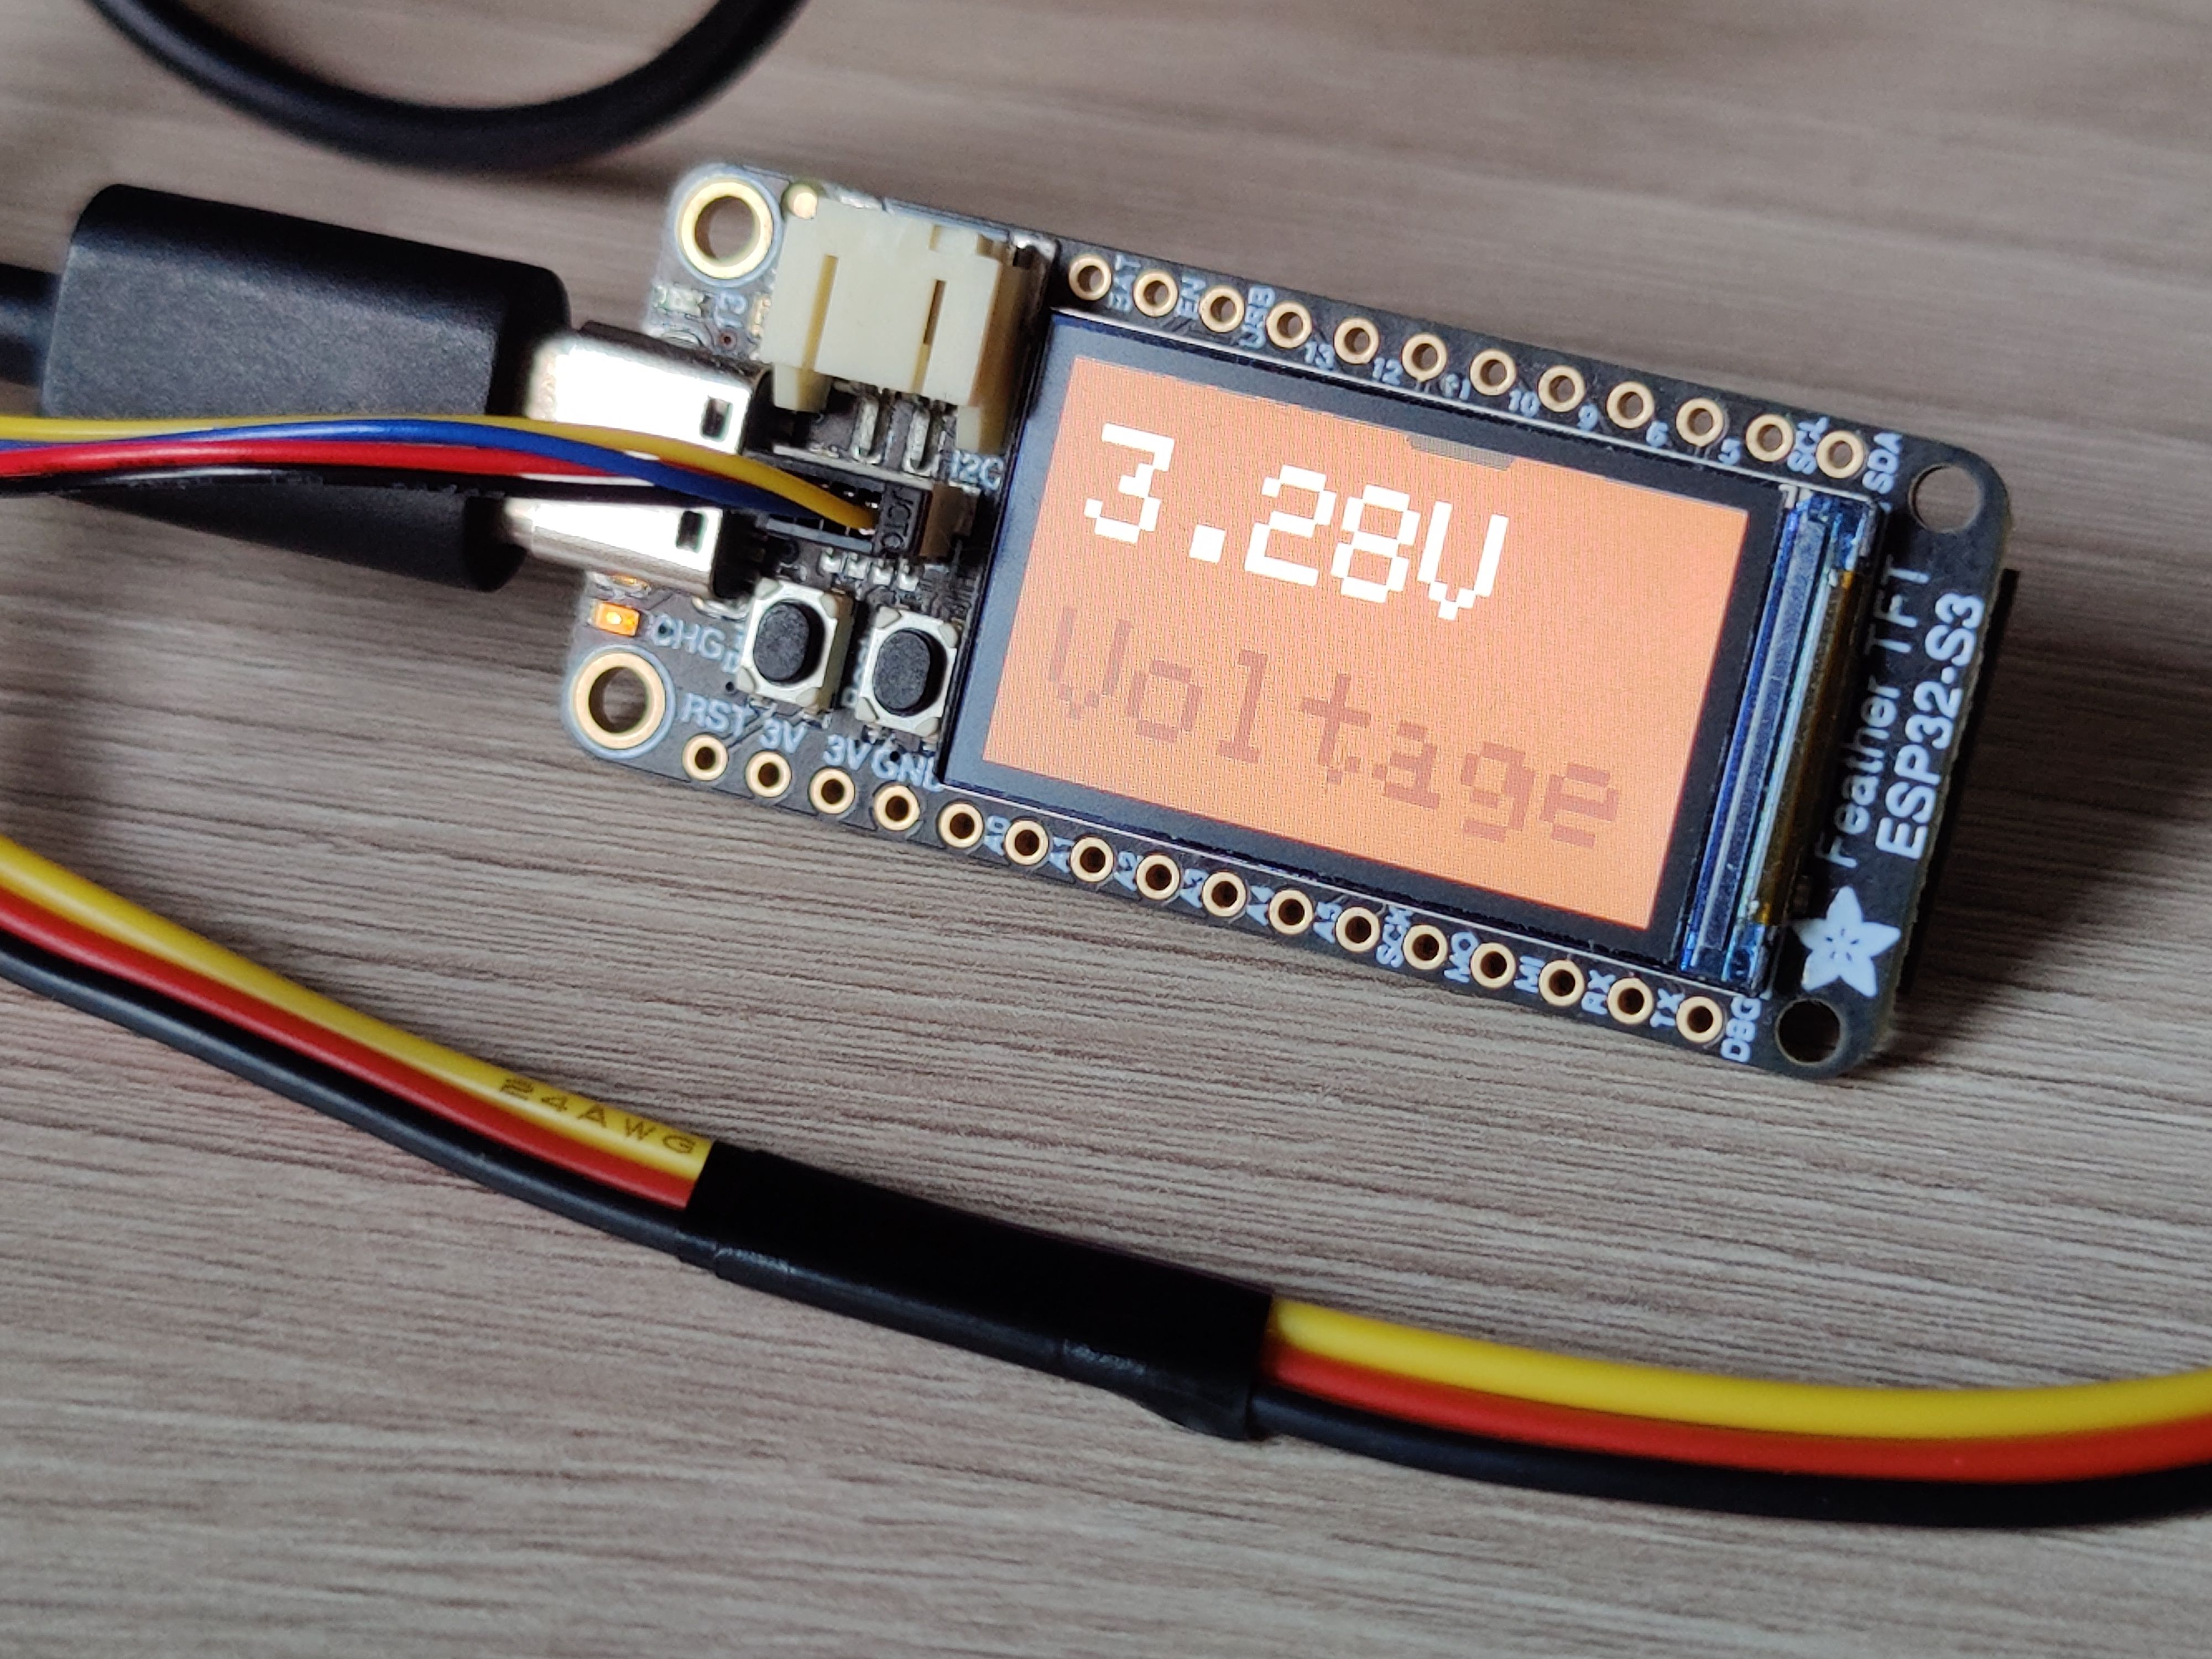 BAT
EN
USB
13
12
11
10
9
6
5
SCL
SDA
I2C
3.28V
Voltage
CHG
RST
3V
3V
GND
A0
A1
A2
A3
A4
A5
SCK
MO
MI
RX
TX
DBG
Feather TFT
ESP32-S3
24AWG